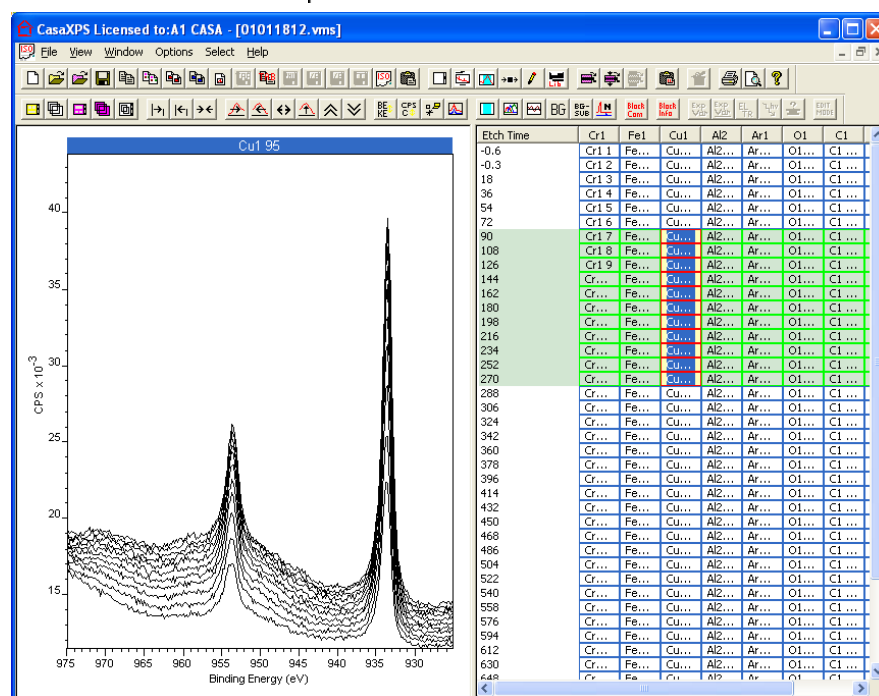 CasaXPS Licensed to:A1 CASA - [01011812.vms]
File View Window Options Select Help
BE KE CPS C BG BG-SUB Block Com Block Info Exp Var Exp Var EL TR EDIT MODE
Cu1 95
40
35
30
25
20
15
CPS x 10⁻³
975 970 965 960 955 950 945 940 935 930
Binding Energy (eV)
Etch Time Cr1 Fe1 Cu1 Al2 Ar1 O1 C1
-0.6 Cr1 1 Fe... Cu... Al2... Ar... O1... C1 ...
-0.3 Cr1 2 Fe... Cu... Al2... Ar... O1... C1 ...
18 Cr1 3 Fe... Cu... Al2... Ar... O1... C1 ...
36 Cr1 4 Fe... Cu... Al2... Ar... O1... C1 ...
54 Cr1 5 Fe... Cu... Al2... Ar... O1... C1 ...
72 Cr1 6 Fe... Cu... Al2... Ar... O1... C1 ...
90 Cr1 7 Fe... Cu... Al2... Ar... O1... C1 ...
108 Cr1 8 Fe... Cu... Al2... Ar... O1... C1 ...
126 Cr1 9 Fe... Cu... Al2... Ar... O1... C1 ...
144 Cr... Fe... Cu... Al2... Ar... O1... C1 ...
162 Cr... Fe... Cu... Al2... Ar... O1... C1 ...
180 Cr... Fe... Cu... Al2... Ar... O1... C1 ...
198 Cr... Fe... Cu... Al2... Ar... O1... C1 ...
216 Cr... Fe... Cu... Al2... Ar... O1... C1 ...
234 Cr... Fe... Cu... Al2... Ar... O1... C1 ...
252 Cr... Fe... Cu... Al2... Ar... O1... C1 ...
270 Cr... Fe... Cu... Al2... Ar... O1... C1 ...
288 Cr... Fe... Cu... Al2... Ar... O1... C1 ...
306 Cr... Fe... Cu... Al2... Ar... O1... C1 ...
324 Cr... Fe... Cu... Al2... Ar... O1... C1 ...
342 Cr... Fe... Cu... Al2... Ar... O1... C1 ...
360 Cr... Fe... Cu... Al2... Ar... O1... C1 ...
378 Cr... Fe... Cu... Al2... Ar... O1... C1 ...
396 Cr... Fe... Cu... Al2... Ar... O1... C1 ...
414 Cr... Fe... Cu... Al2... Ar... O1... C1 ...
432 Cr... Fe... Cu... Al2... Ar... O1... C1 ...
450 Cr... Fe... Cu... Al2... Ar... O1... C1 ...
468 Cr... Fe... Cu... Al2... Ar... O1... C1 ...
486 Cr... Fe... Cu... Al2... Ar... O1... C1 ...
504 Cr... Fe... Cu... Al2... Ar... O1... C1 ...
522 Cr... Fe... Cu... Al2... Ar... O1... C1 ...
540 Cr... Fe... Cu... Al2... Ar... O1... C1 ...
558 Cr... Fe... Cu... Al2... Ar... O1... C1 ...
576 Cr... Fe... Cu... Al2... Ar... O1... C1 ...
594 Cr... Fe... Cu... Al2... Ar... O1... C1 ...
612 Cr... Fe... Cu... Al2... Ar... O1... C1 ...
630 Cr... Fe... Cu... Al2... Ar... O1... C1 ...
648 Cr... Fe... Cu... Al2... Ar... O1... C1 ...